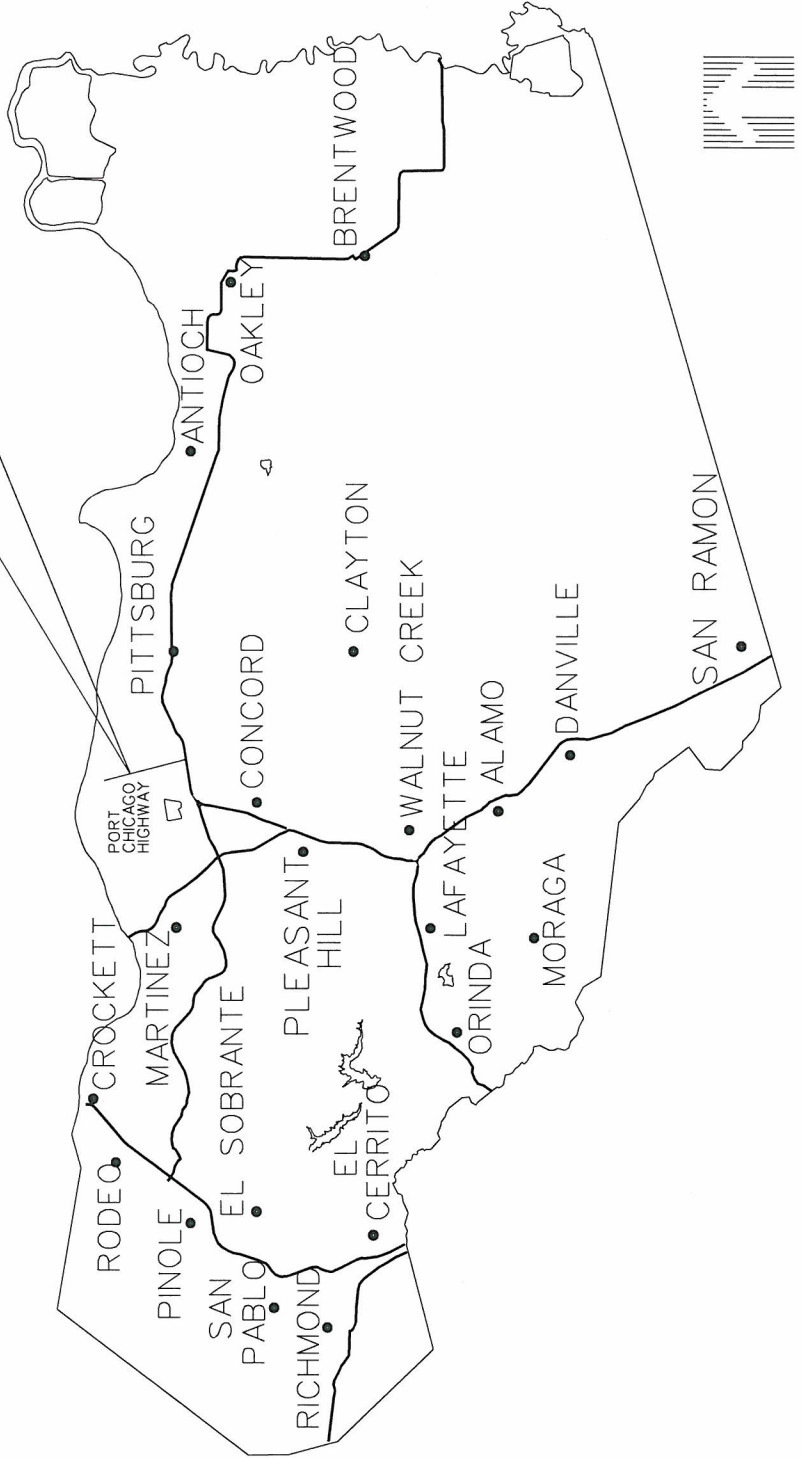 CROCKETT
RODEO
MARTINEZ
PINOLE
EL SOBRANTE
SAN
PABLO
RICHMOND
EL
CERRITO
PLEASANT
HILL
PORT
CHICAGO
HIGHWAY
PITTSBURG
ANTIOCH
OAKLEY
BRENTWOOD
CONCORD
CLAYTON
WALNUT CREEK
LAFAYETTE
ORINDA
MORAGA
ALAMO
DANVILLE
SAN RAMON